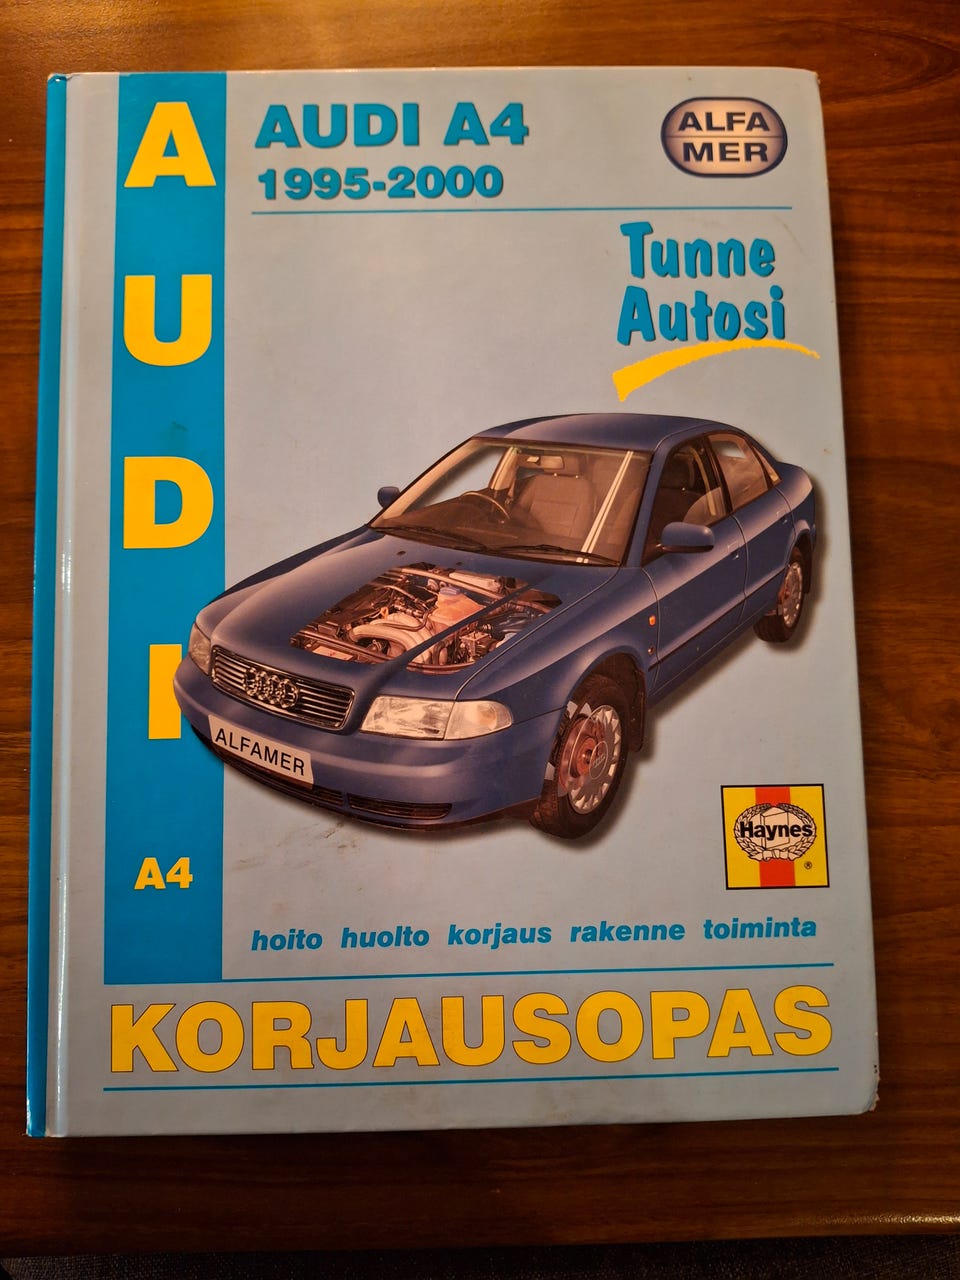 AUDI
AUDI A4
1995-2000
ALFA
MER
Tunne
Autosi
ALFAMER
Haynes
®
A4
hoito huolto korjaus rakenne toiminta
KORJAUSOPAS